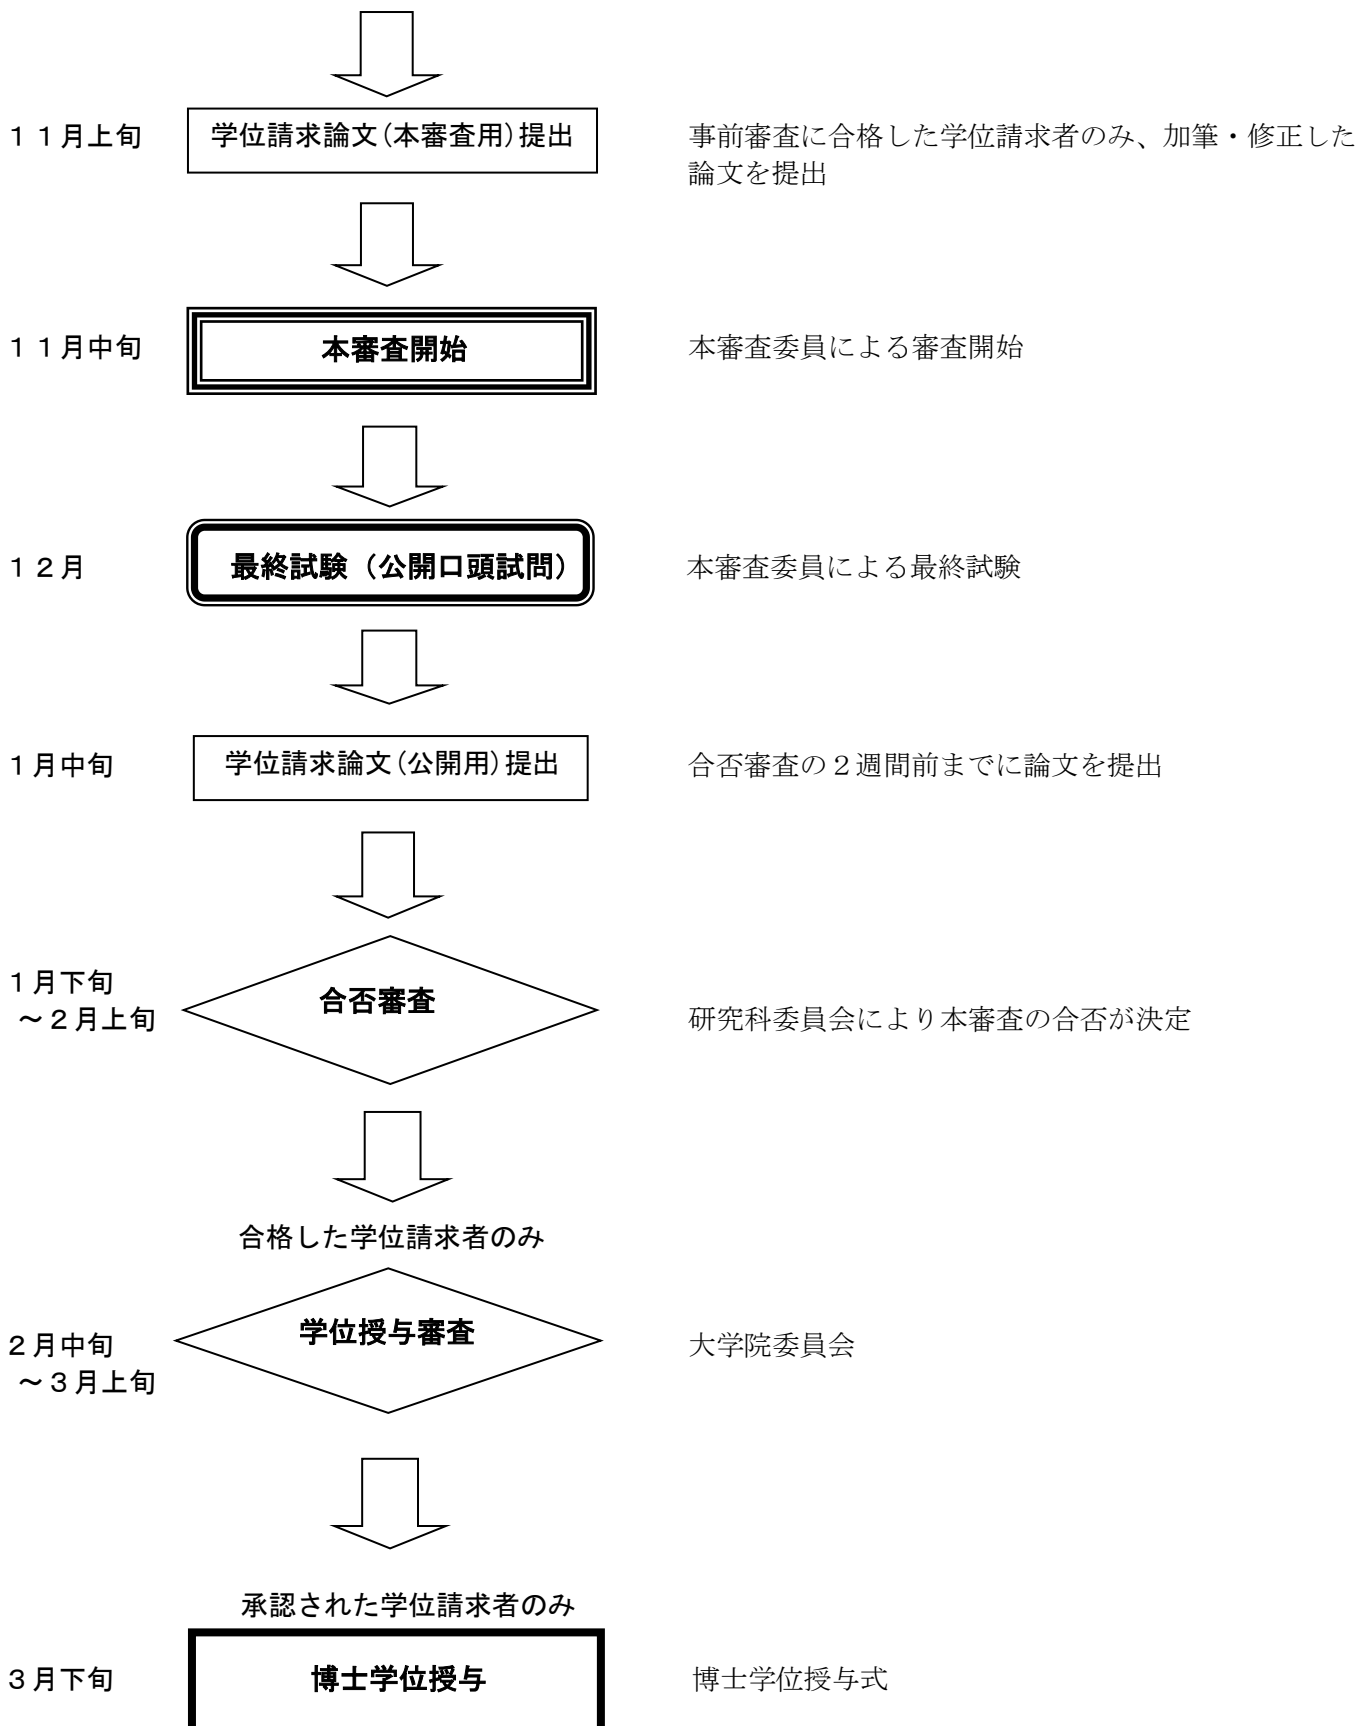 １１月上旬
学位請求論文(本審査用)提出
事前審査に合格した学位請求者のみ、加筆・修正した
論文を提出
１１月中旬
本審査開始
本審査委員による審査開始
１２月
最終試験（公開口頭試問）
本審査委員による最終試験
１月中旬
学位請求論文(公開用)提出
合否審査の２週間前までに論文を提出
１月下旬
～２月上旬
合否審査
研究科委員会により本審査の合否が決定
合格した学位請求者のみ
２月中旬
～３月上旬
学位授与審査
大学院委員会
承認された学位請求者のみ
３月下旬
博士学位授与
博士学位授与式